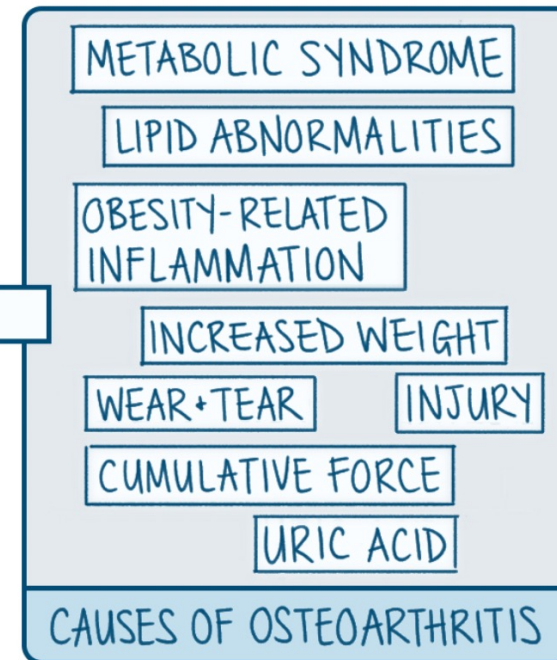 METABOLIC SYNDROME
LIPID ABNORMALITIES
OBESITY-RELATED
INFLAMMATION
INCREASED WEIGHT
WEAR+TEAR
INJURY
CUMULATIVE FORCE
URIC ACID
CAUSES OF OSTEOARTHRITIS